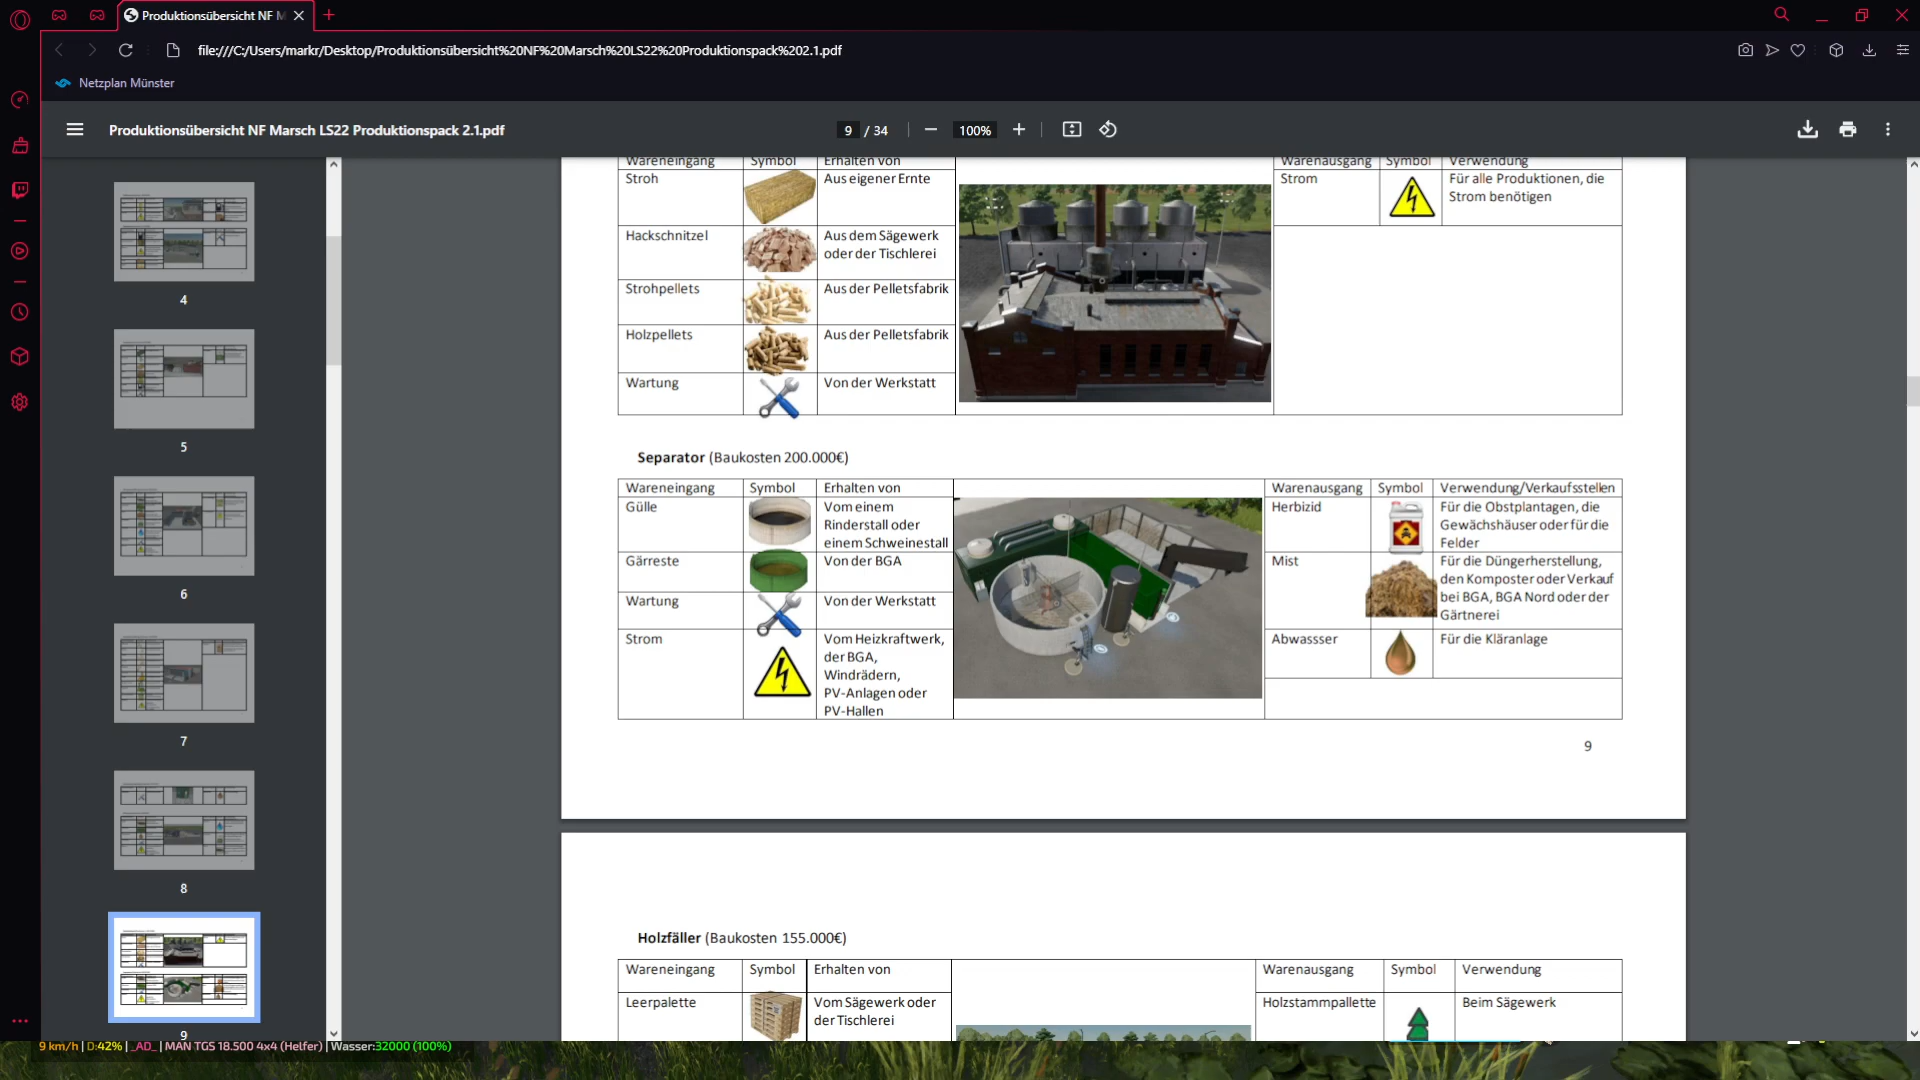 Produktionsübersicht NF M
file:///C:/Users/markr/Desktop/Produktionsübersicht%20NF%20Marsch%20LS22%20Produktionspack%202.1.pdf
Netzplan Münster
Produktionsübersicht NF Marsch LS22 Produktionspack 2.1.pdf
9 / 34
100%
4
5
6
7
8
9
Wareneingang Symbol Erhalten von Warenausgang Symbol Verwendung
Stroh Aus eigener Ernte Strom Für alle Produktionen, die
Strom benötigen
Hackschnitzel Aus dem Sägewerk
oder der Tischlerei
Strohpellets Aus der Pelletsfabrik
Holzpellets Aus der Pelletsfabrik
Wartung Von der Werkstatt
Separator (Baukosten 200.000€)
Wareneingang Symbol Erhalten von Warenausgang Symbol Verwendung/Verkaufsstellen
Gülle Vom einem
Rinderstall oder
einem Schweinestall
Herbizid Für die Obstplantagen, die
Gewächshäuser oder für die
Felder
Gärreste Von der BGA
Mist Für die Düngerherstellung,
den Komposter oder Verkauf
bei BGA, BGA Nord oder der
Gärtnerei
Wartung Von der Werkstatt
Strom Vom Heizkraftwerk,
der BGA,
Windrädern,
PV-Anlagen oder
PV-Hallen
Abwassser Für die Kläranlage
9
Holzfäller (Baukosten 155.000€)
Wareneingang Symbol Erhalten von Warenausgang Symbol Verwendung
Leerpalette Vom Sägewerk oder
der Tischlerei
Holzstammpallette Beim Sägewerk
9 km/h | D:42% | _AD_ | MAN TGS 18.500 4x4 (Helfer) | Wasser:32000 (100%)